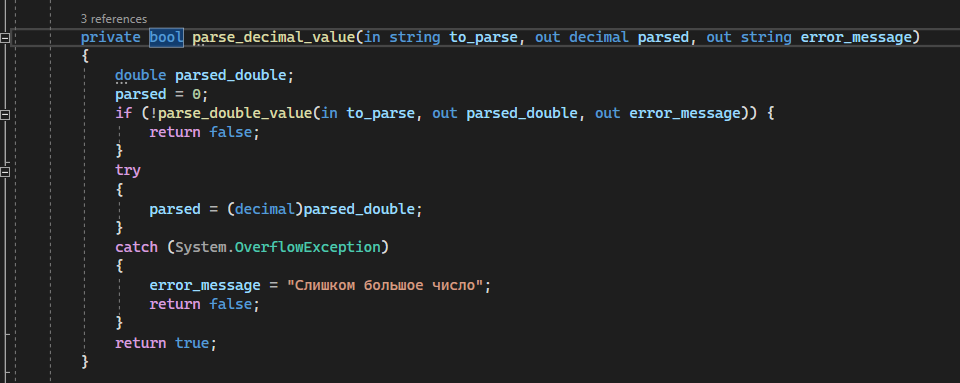 3 references
private bool parse_decimal_value(in string to_parse, out decimal parsed, out string error_message)
{
double parsed_double;
parsed = 0;
if (!parse_double_value(in to_parse, out parsed_double, out error_message)) {
return false;
}
try
{
parsed = (decimal)parsed_double;
}
catch (System.OverflowException)
{
error_message = "Слишком большое число";
return false;
}
return true;
}